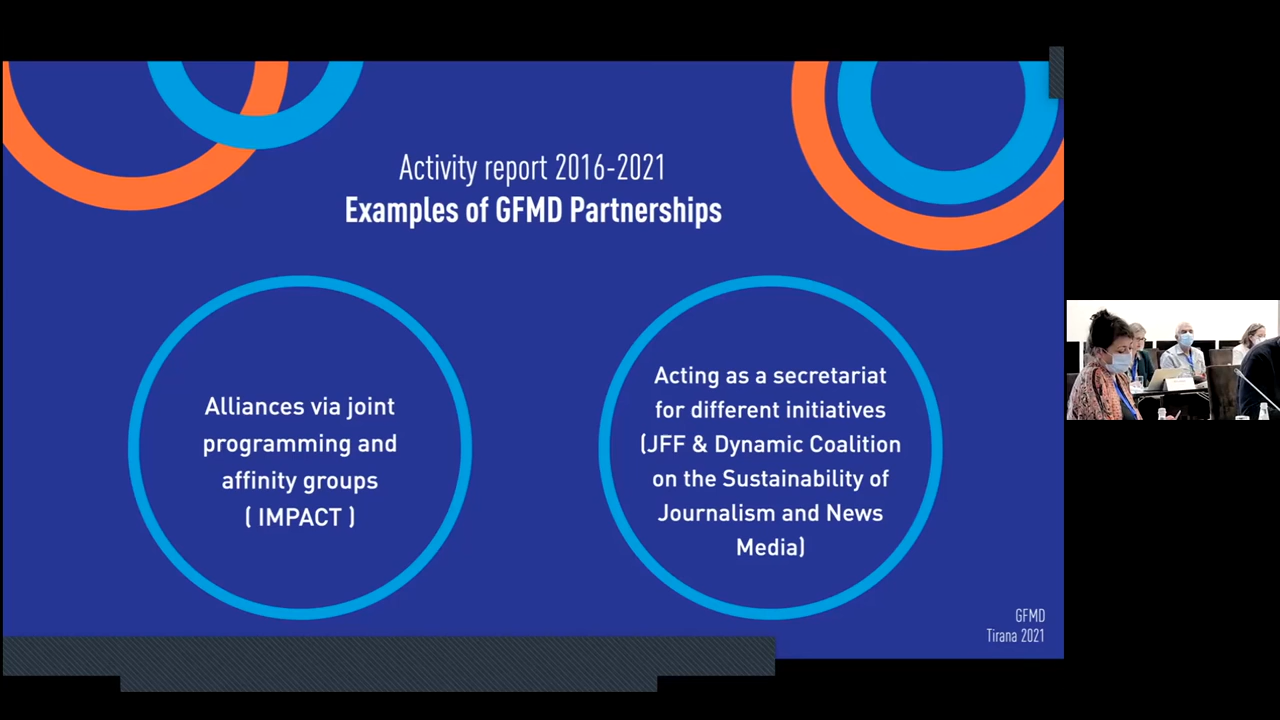 Activity report 2016-2021
Examples of GFMD Partnerships
Alliances via joint
programming and
affinity groups
( IMPACT )
Acting as a secretariat
for different initiatives
(JFF & Dynamic Coalition
on the Sustainability of
Journalism and News
Media)
GFMD
Tirana 2021